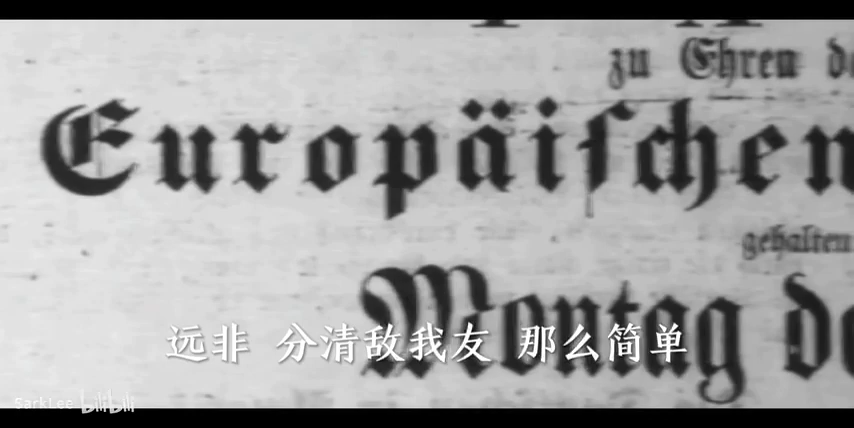 zu Ehren de
Europäischen
gehalten
Montag de
远非 分清敌我友 那么简单
SarkLee bilibili